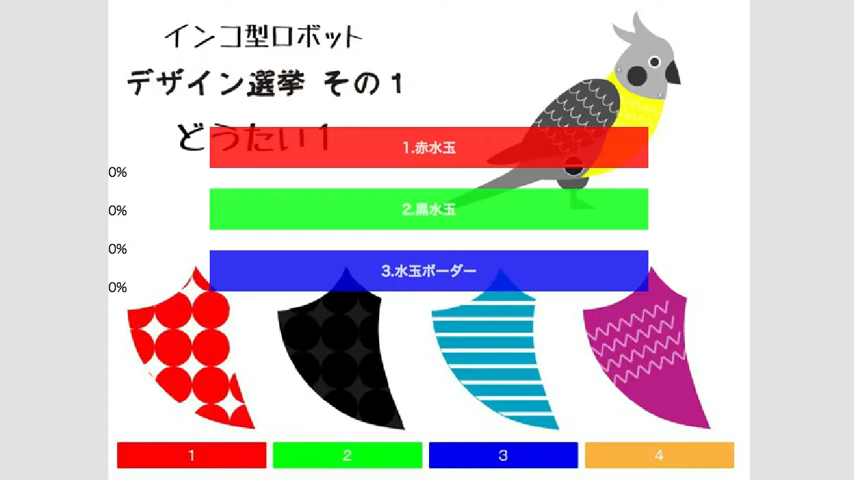 インコ型ロボット
デザイン選挙 その1
どうたい1
1.赤水玉
0%
2.黒水玉
0%
0%
3.水玉ボーダー
0%
1
2
3
4